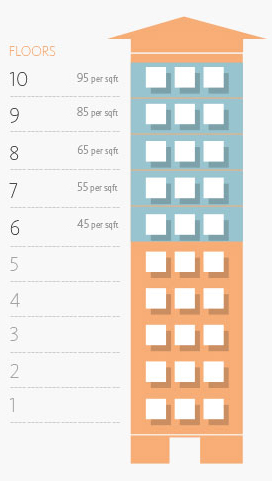 FLOORS
10 95 per sqft
9 85 per sqft
8 65 per sqft
7 55 per sqft
6 45 per sqft
5
4
3
2
1